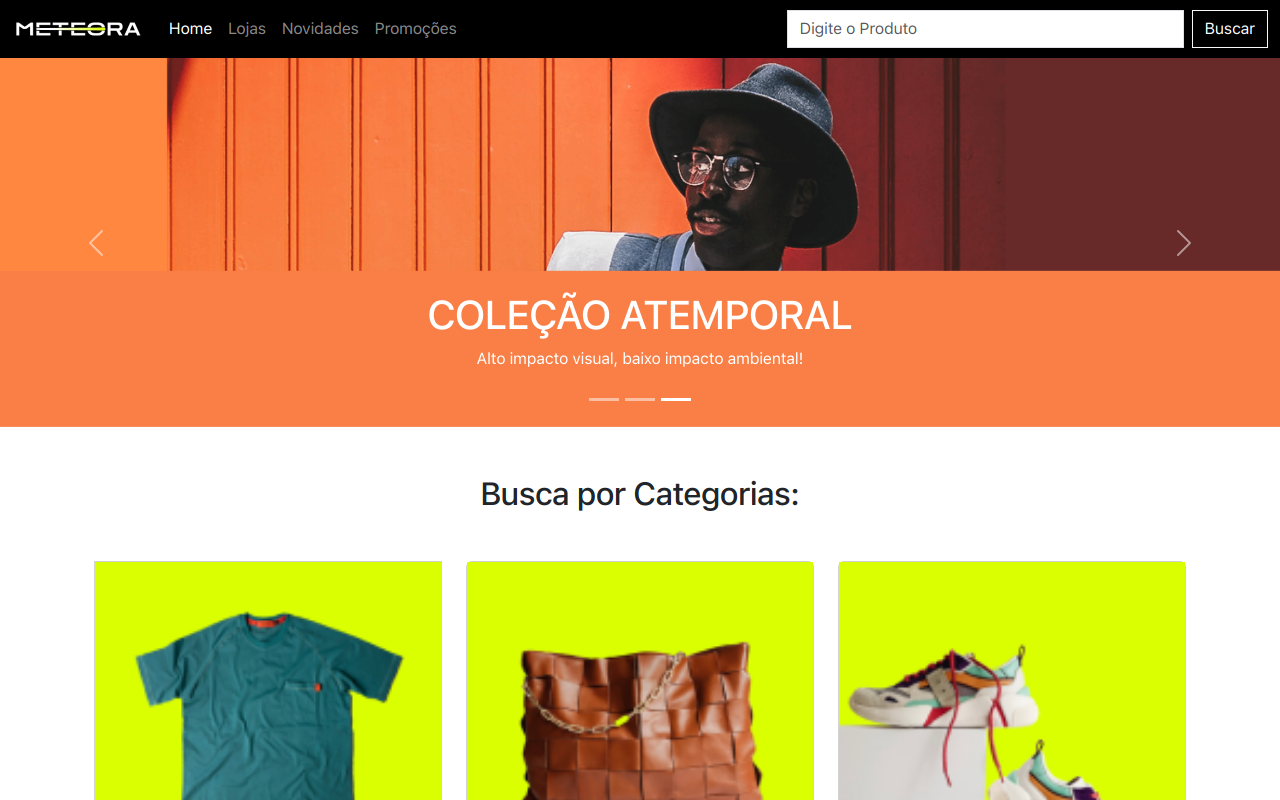 METEORA Home Lojas Novidades Promoções Digite o Produto Buscar
COLEÇÃO ATEMPORAL
Alto impacto visual, baixo impacto ambiental!
Busca por Categorias: